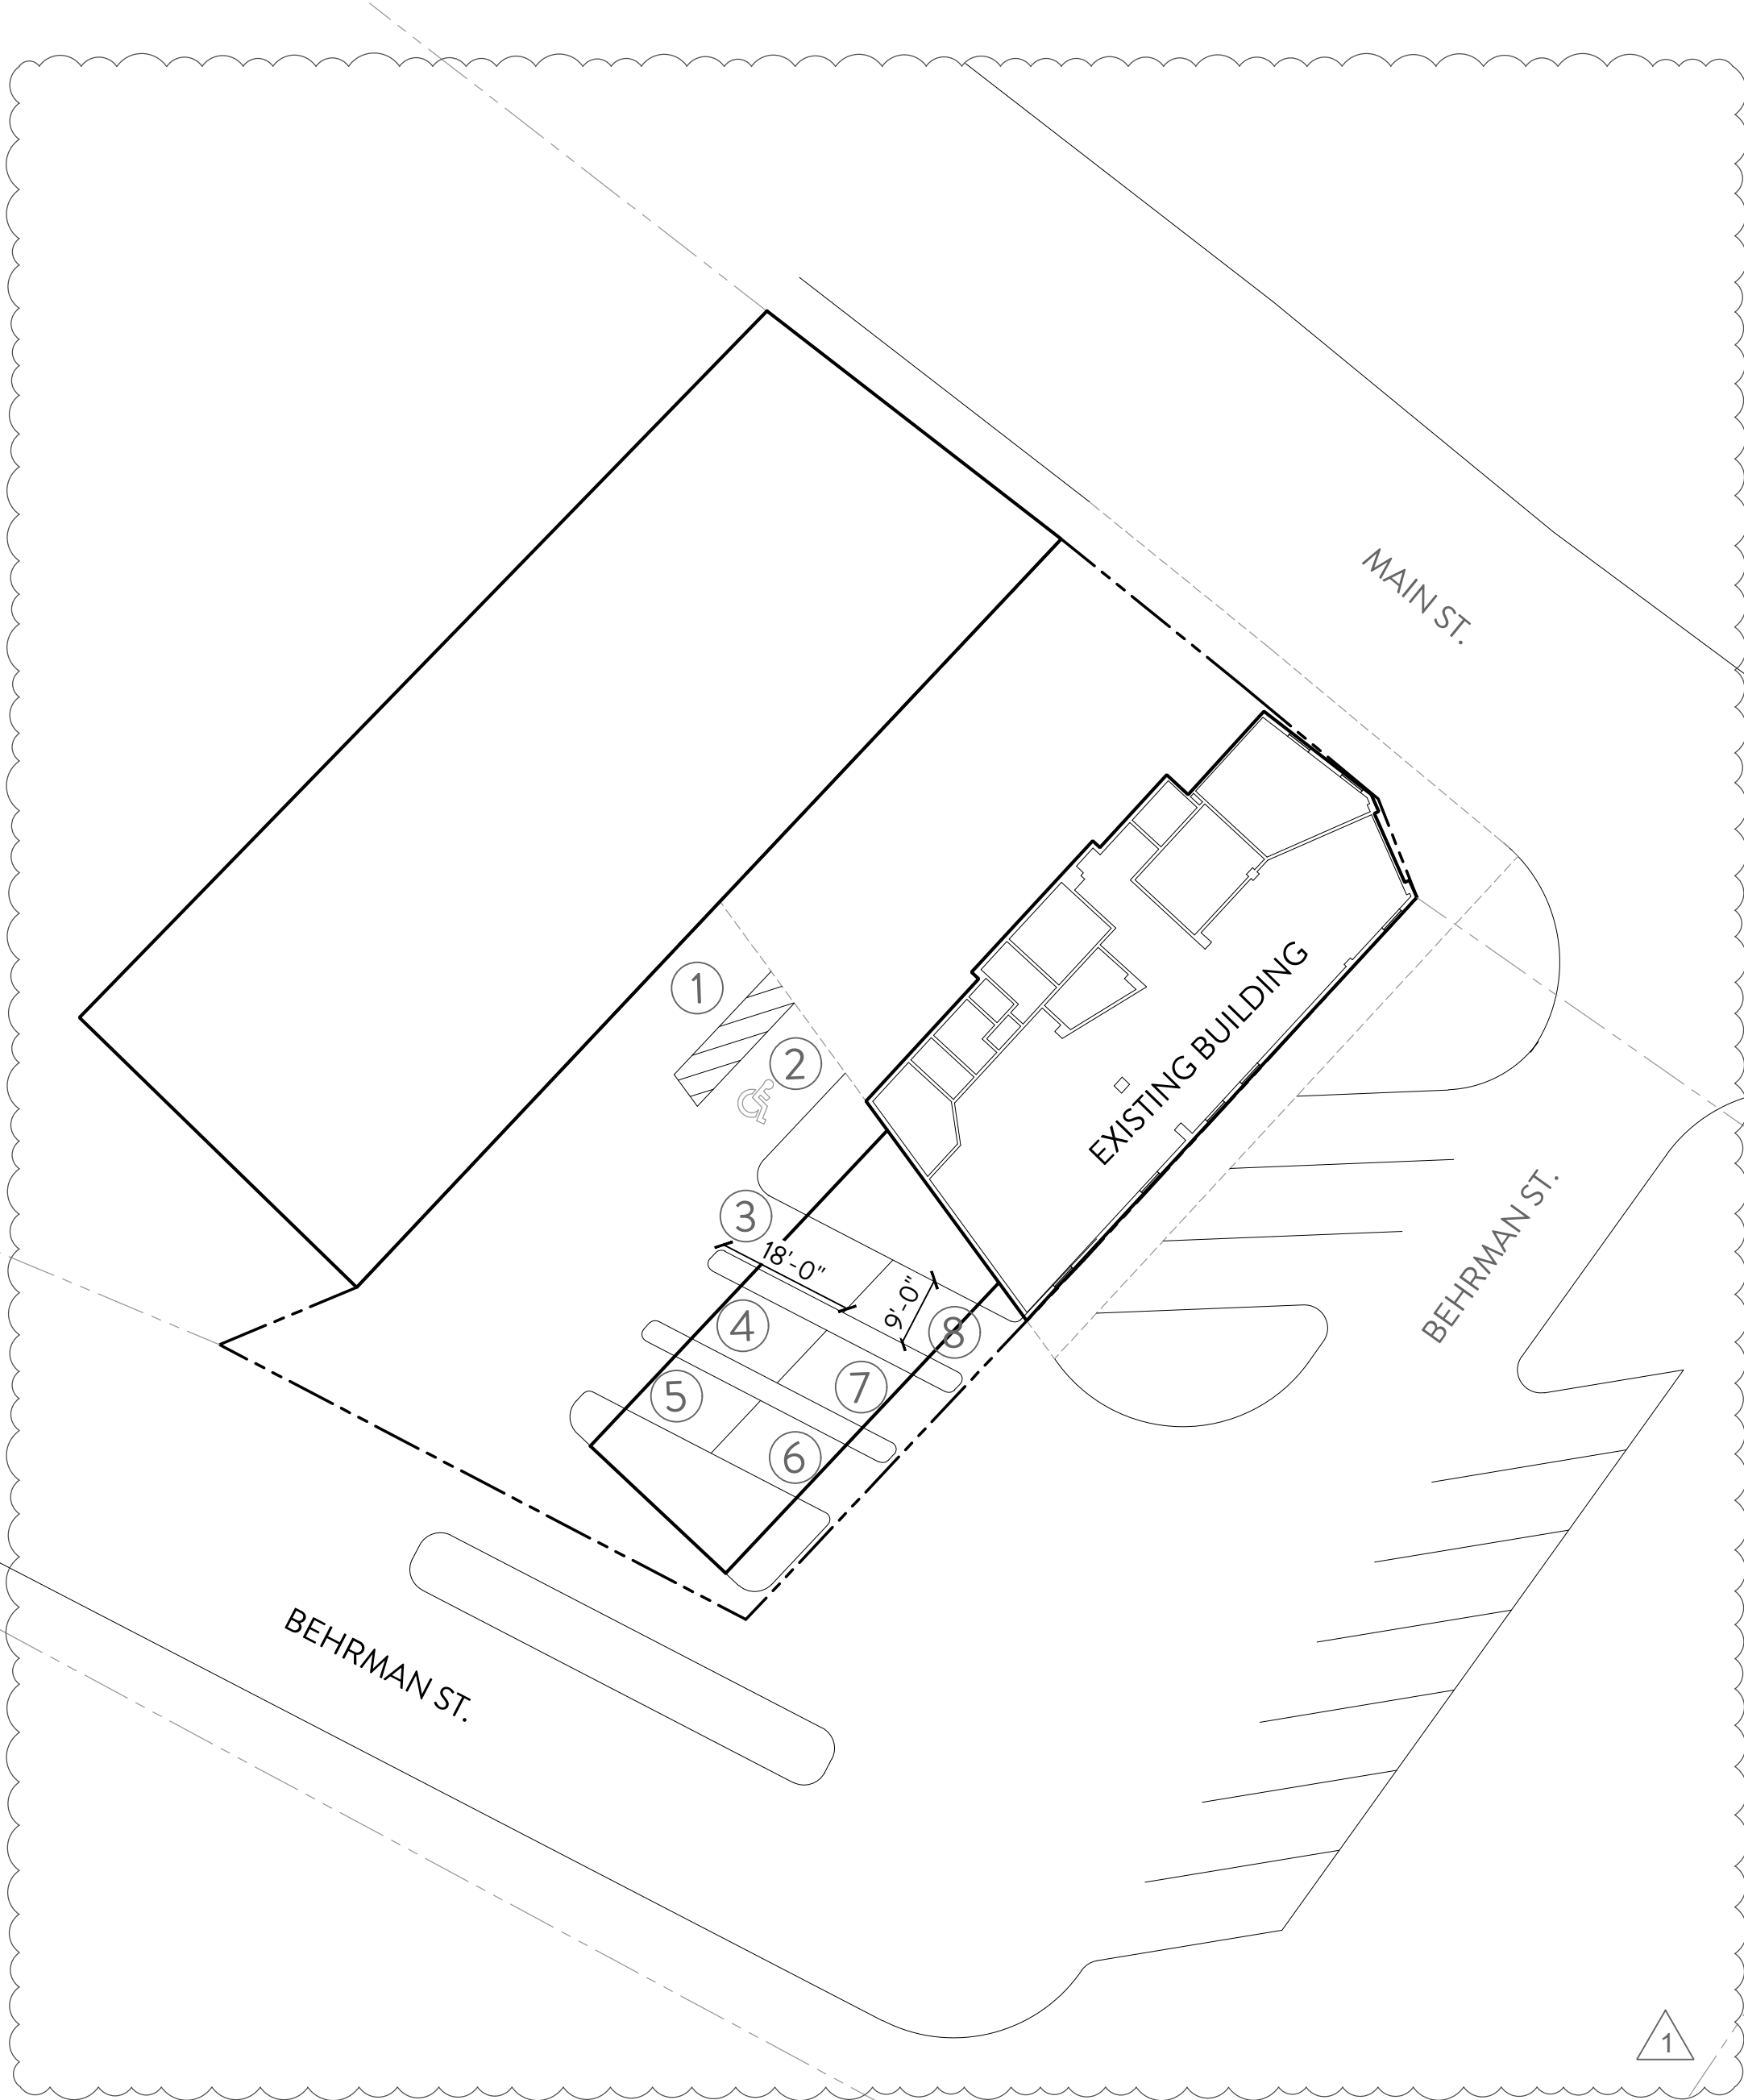 MAIN ST.
1
2
EXISTING BUILDING
3
18'-0"
9'-0"
8
4
7
5
6
BEHRMAN ST.
BEHRMAN ST.
1